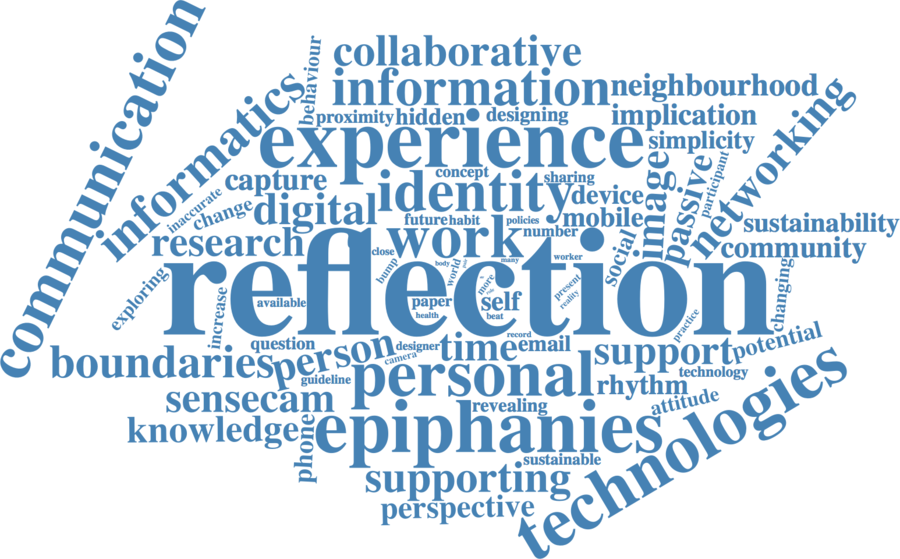 communication
informatics
behaviour
collaborative
information
neighbourhood
networking
proximity
hidden
designing
implication
experience
simplicity
concept
sharing
image
passive
participant
capture
inaccurate
change
digital
identity
device
future
habit
policies
mobile
number
social
sustainability
community
research
work
close
bump
body
world
many
worker
reflection
exploring
increase
available
paper
health
more
self
beat
present
reality
practice
changing
boundaries
question
person
camera
designer
guideline
time
record
email
support
potential
technology
personal
rhythm
sensecam
revealing
attitude
knowledge
phone
epiphanies
technologies
sustainable
supporting
perspective